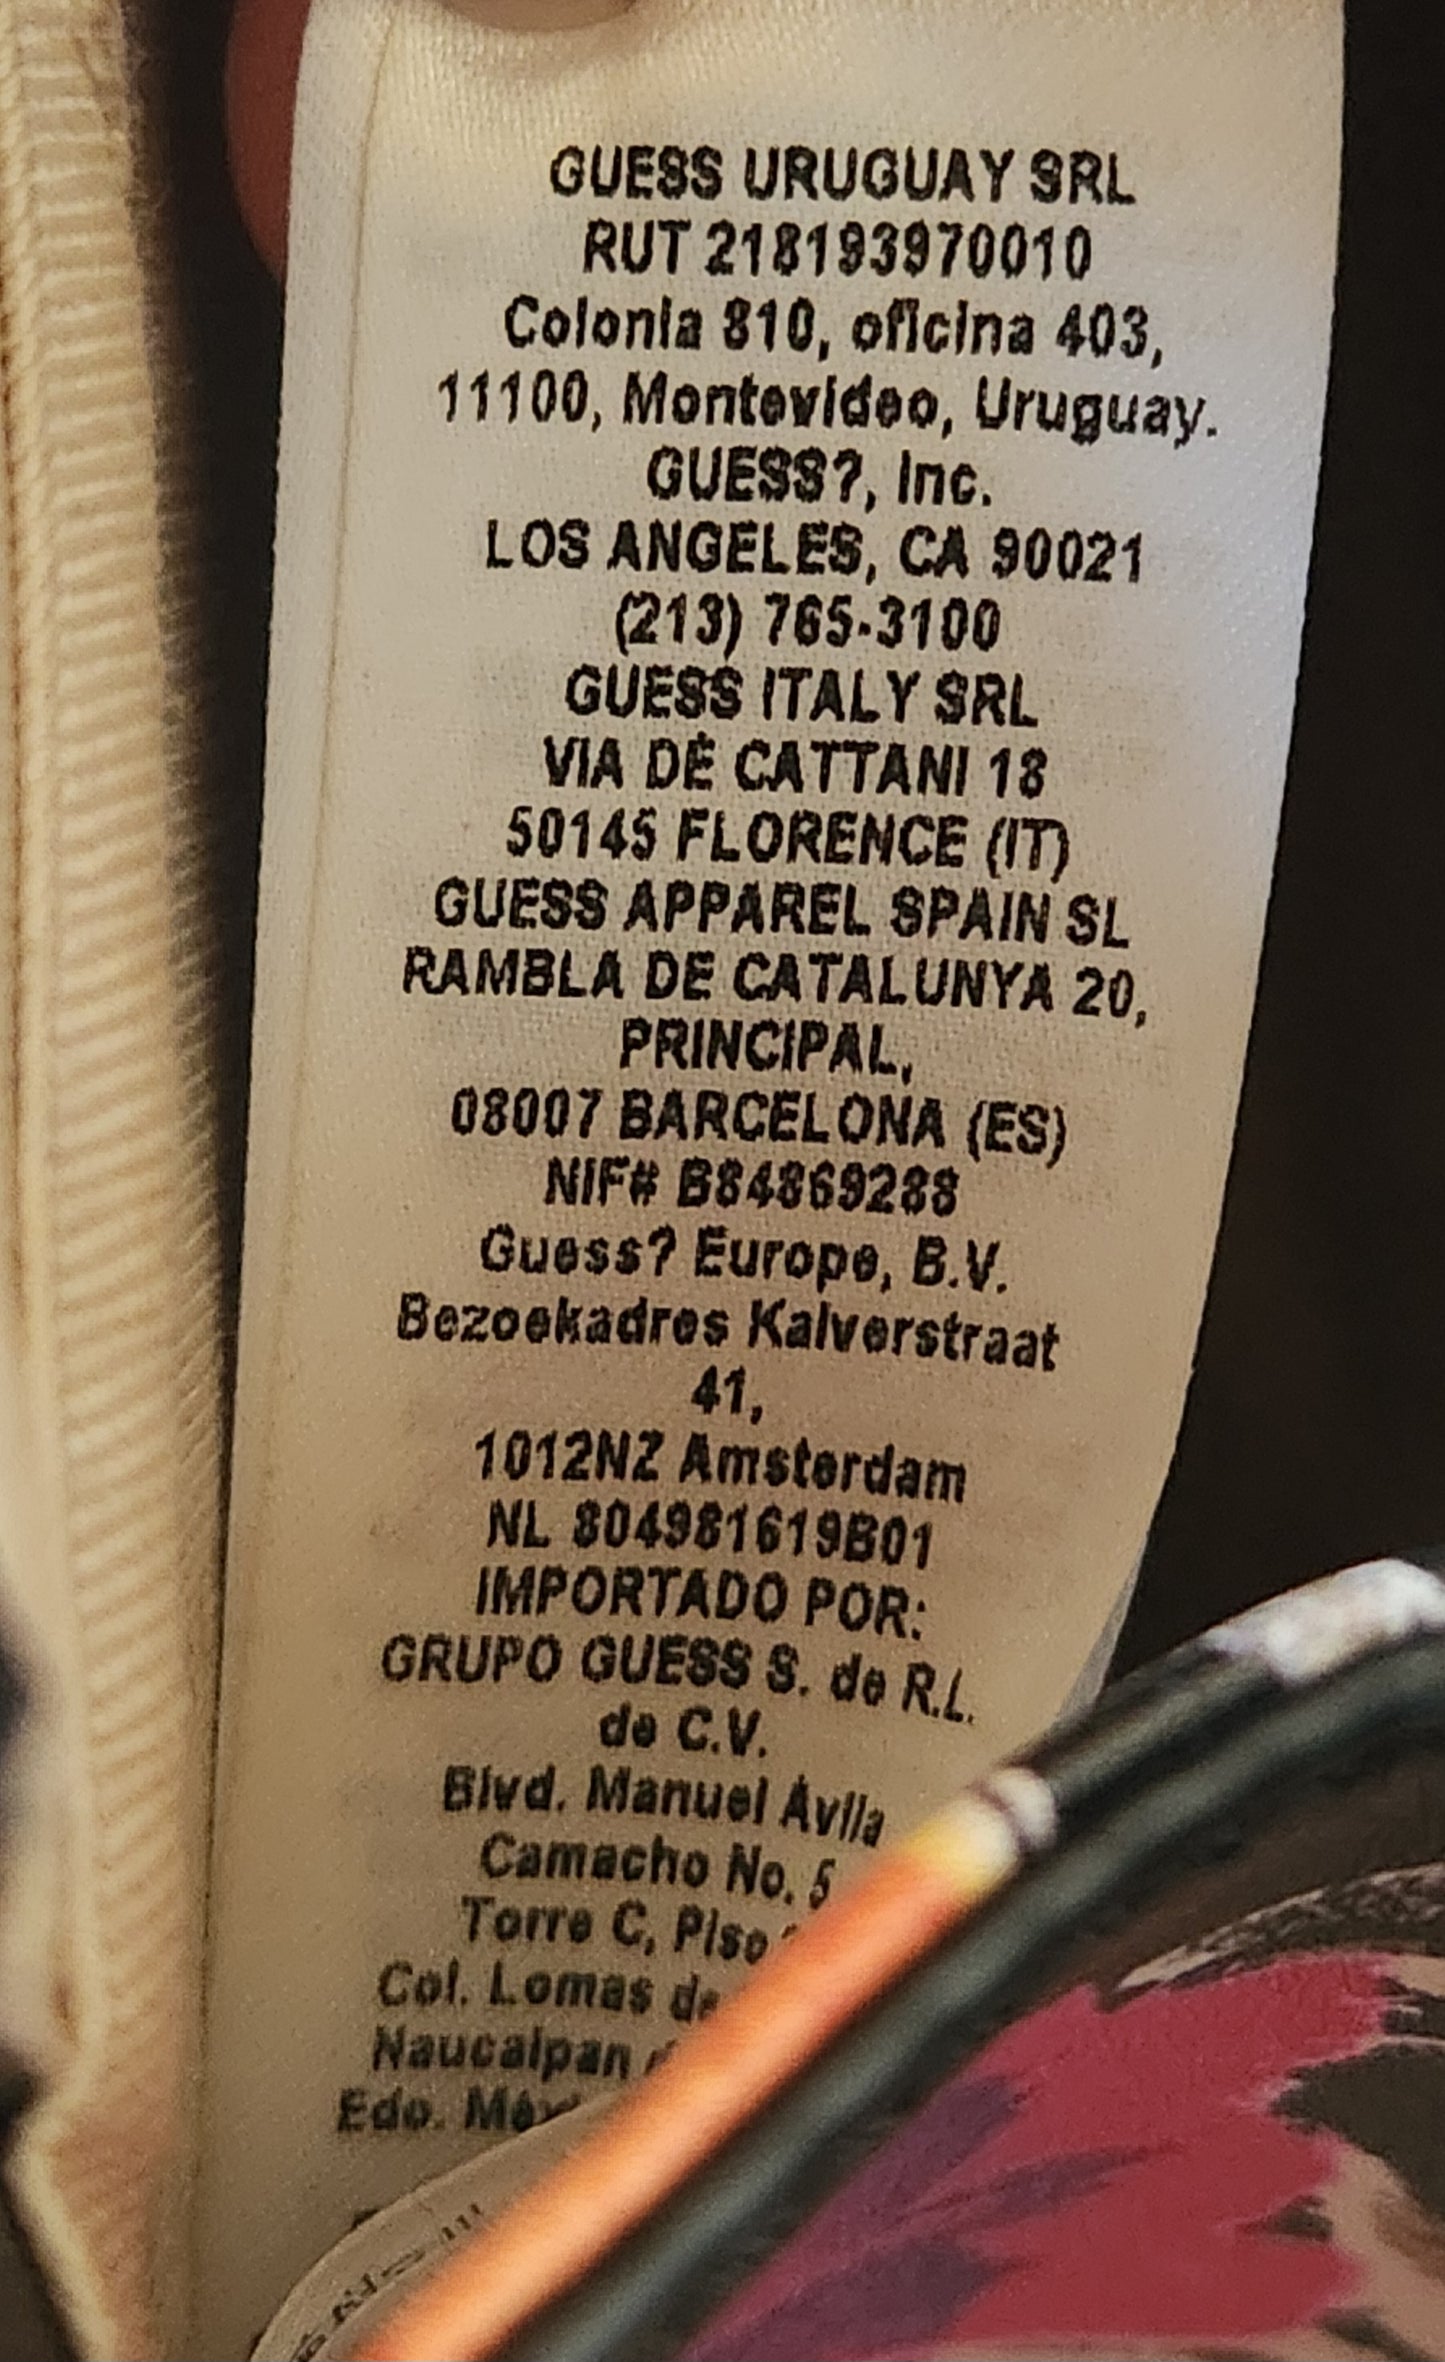 GUESS URUGUAY SRL
RUT 218193970010
Colonia 810, oficina 403,
11100, Montevideo, Uruguay.
GUESS?, Inc.
LOS ANGELES, CA 90021
(213) 765-3100
GUESS ITALY SRL
VIA DÉ CATTANI 18
50145 FLORENCE (IT)
GUESS APPAREL SPAIN SL
RAMBLA DE CATALUNYA 20,
PRINCIPAL,
08007 BARCELONA (ES)
NIF# B84869288
Guess? Europe, B.V.
Bezoekadres Kalverstraat
41,
1012NZ Amsterdam
NL 804981619B01
IMPORTADO POR:
GRUPO GUESS S. de R.L.
de C.V.
Blvd. Manuel Ávila
Camacho No. 5
Torre C, Piso
Col. Lomas de
Naucalpan
Edo.